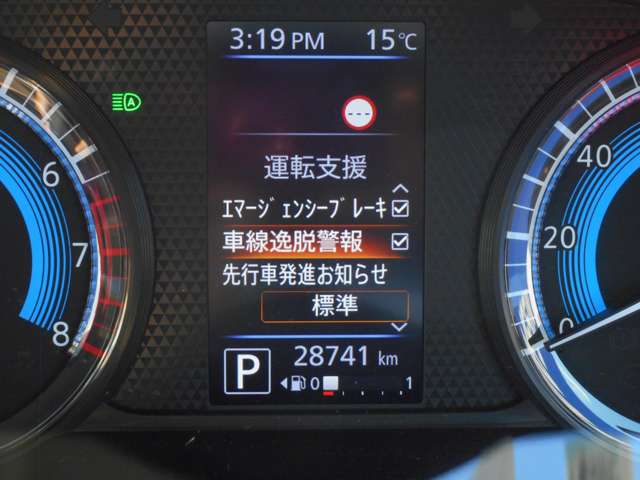 3:19 PM 15℃
---
運転支援
ｴﾏｰｼﾞｪﾝｼｰﾌﾞﾚｰｷ
車線逸脱警報
先行車発進お知らせ
標準
P 28741 km
0 1
A
6
7
8
40
20
0